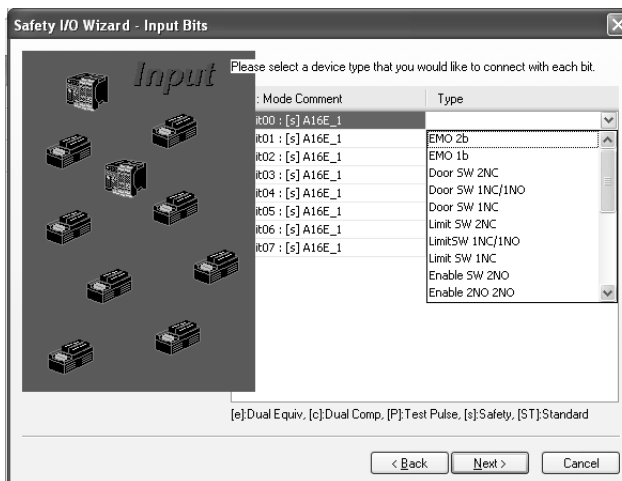 Safety I/O Wizard - Input Bits
Input
Please select a device type that you would like to connect with each bit.
: Mode Comment Type
it00 : [s] A16E_1
it01 : [s] A16E_1
it02 : [s] A16E_1
it03 : [s] A16E_1
it04 : [s] A16E_1
it05 : [s] A16E_1
it06 : [s] A16E_1
it07 : [s] A16E_1
EMO 2b
EMO 1b
Door SW 2NC
Door SW 1NC/1NO
Door SW 1NC
Limit SW 2NC
LimitSW 1NC/1NO
Limit SW 1NC
Enable SW 2NO
Enable 2NO 2NO
[e]:Dual Equiv, [c]:Dual Comp, [P]:Test Pulse, [s]:Safety, [ST]:Standard
< Back
Next >
Cancel